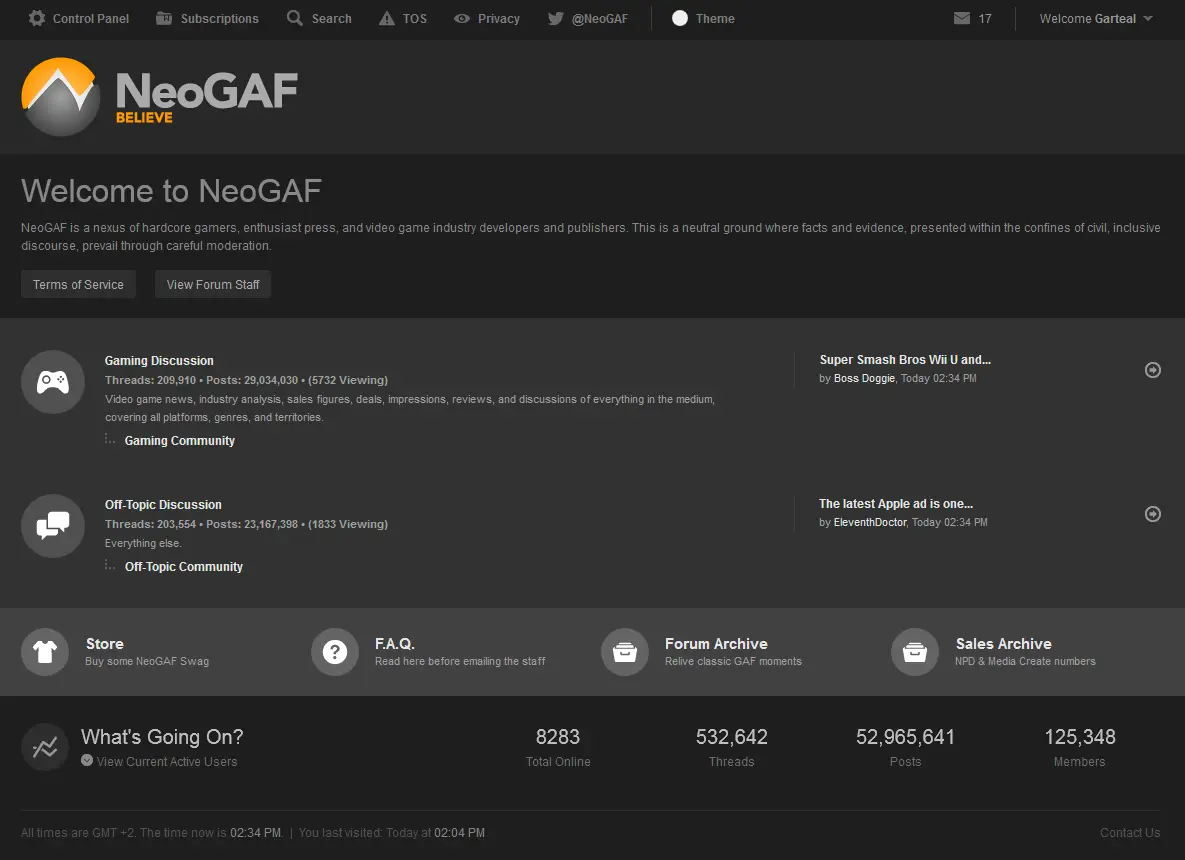 Control Panel Subscriptions Search TOS Privacy @NeoGAF Theme 17 Welcome Garteal
NeoGAF
BELIEVE
Welcome to NeoGAF
NeoGAF is a nexus of hardcore gamers, enthusiast press, and video game industry developers and publishers. This is a neutral ground where facts and evidence, presented within the confines of civil, inclusive
discourse, prevail through careful moderation.
Terms of Service View Forum Staff
Gaming Discussion
Threads: 209,910 • Posts: 29,034,030 • (5732 Viewing)
Video game news, industry analysis, sales figures, deals, impressions, reviews, and discussions of everything in the medium,
covering all platforms, genres, and territories.
Gaming Community
Super Smash Bros Wii U and...
by Boss Doggie, Today 02:34 PM
Off-Topic Discussion
Threads: 203,554 • Posts: 23,167,398 • (1833 Viewing)
Everything else.
Off-Topic Community
The latest Apple ad is one...
by EleventhDoctor, Today 02:34 PM
Store
Buy some NeoGAF Swag
F.A.Q.
Read here before emailing the staff
Forum Archive
Relive classic GAF moments
Sales Archive
NPD & Media Create numbers
What's Going On?
View Current Active Users
8283
Total Online
532,642
Threads
52,965,641
Posts
125,348
Members
All times are GMT +2. The time now is 02:34 PM. | You last visited: Today at 02:04 PM
Contact Us